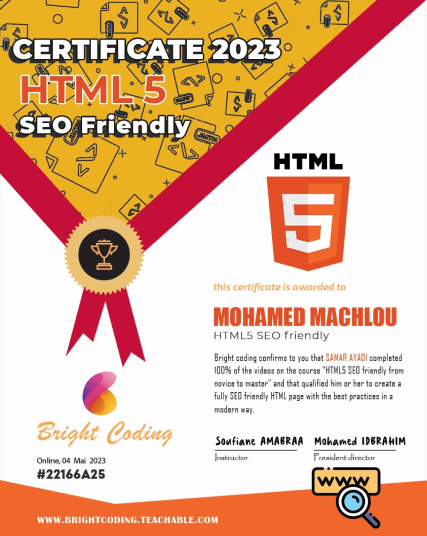 CERTIFICATE 2023
HTML 5
SEO Friendly
HTML
5
this certificate is awarded to
MOHAMED MACHLOU
HTML5 SEO friendly
Bright coding confirms to you that SAMAR AYADI completed
100% of the videos on the course "HTML5 SEO friendly from
novice to master" and that qualified him or her to create a
fully SEO friendly HTML page with the best practices in a
modern way.
Bright Coding
Online, 04 Mai 2023
#22166A25
Soufiane AMABRAA
Instructor
Mohamed IDBRAHIM
President director
WWW
WWW.BRIGHTCODING.TEACHABLE.COM